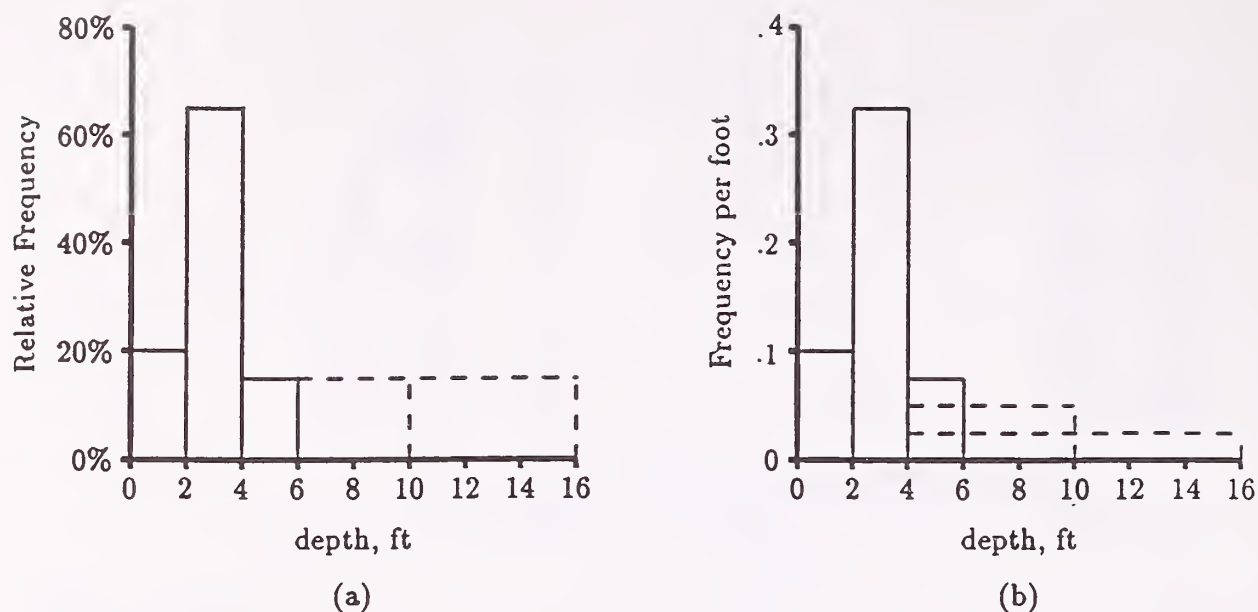 80%
60%
40%
20%
0%
Relative Frequency
0 2 4 6 8 10 12 14 16
depth, ft
(a)
.4
.3
.2
.1
0
Frequency per foot
0 2 4 6 8 10 12 14 16
depth, ft
(b)